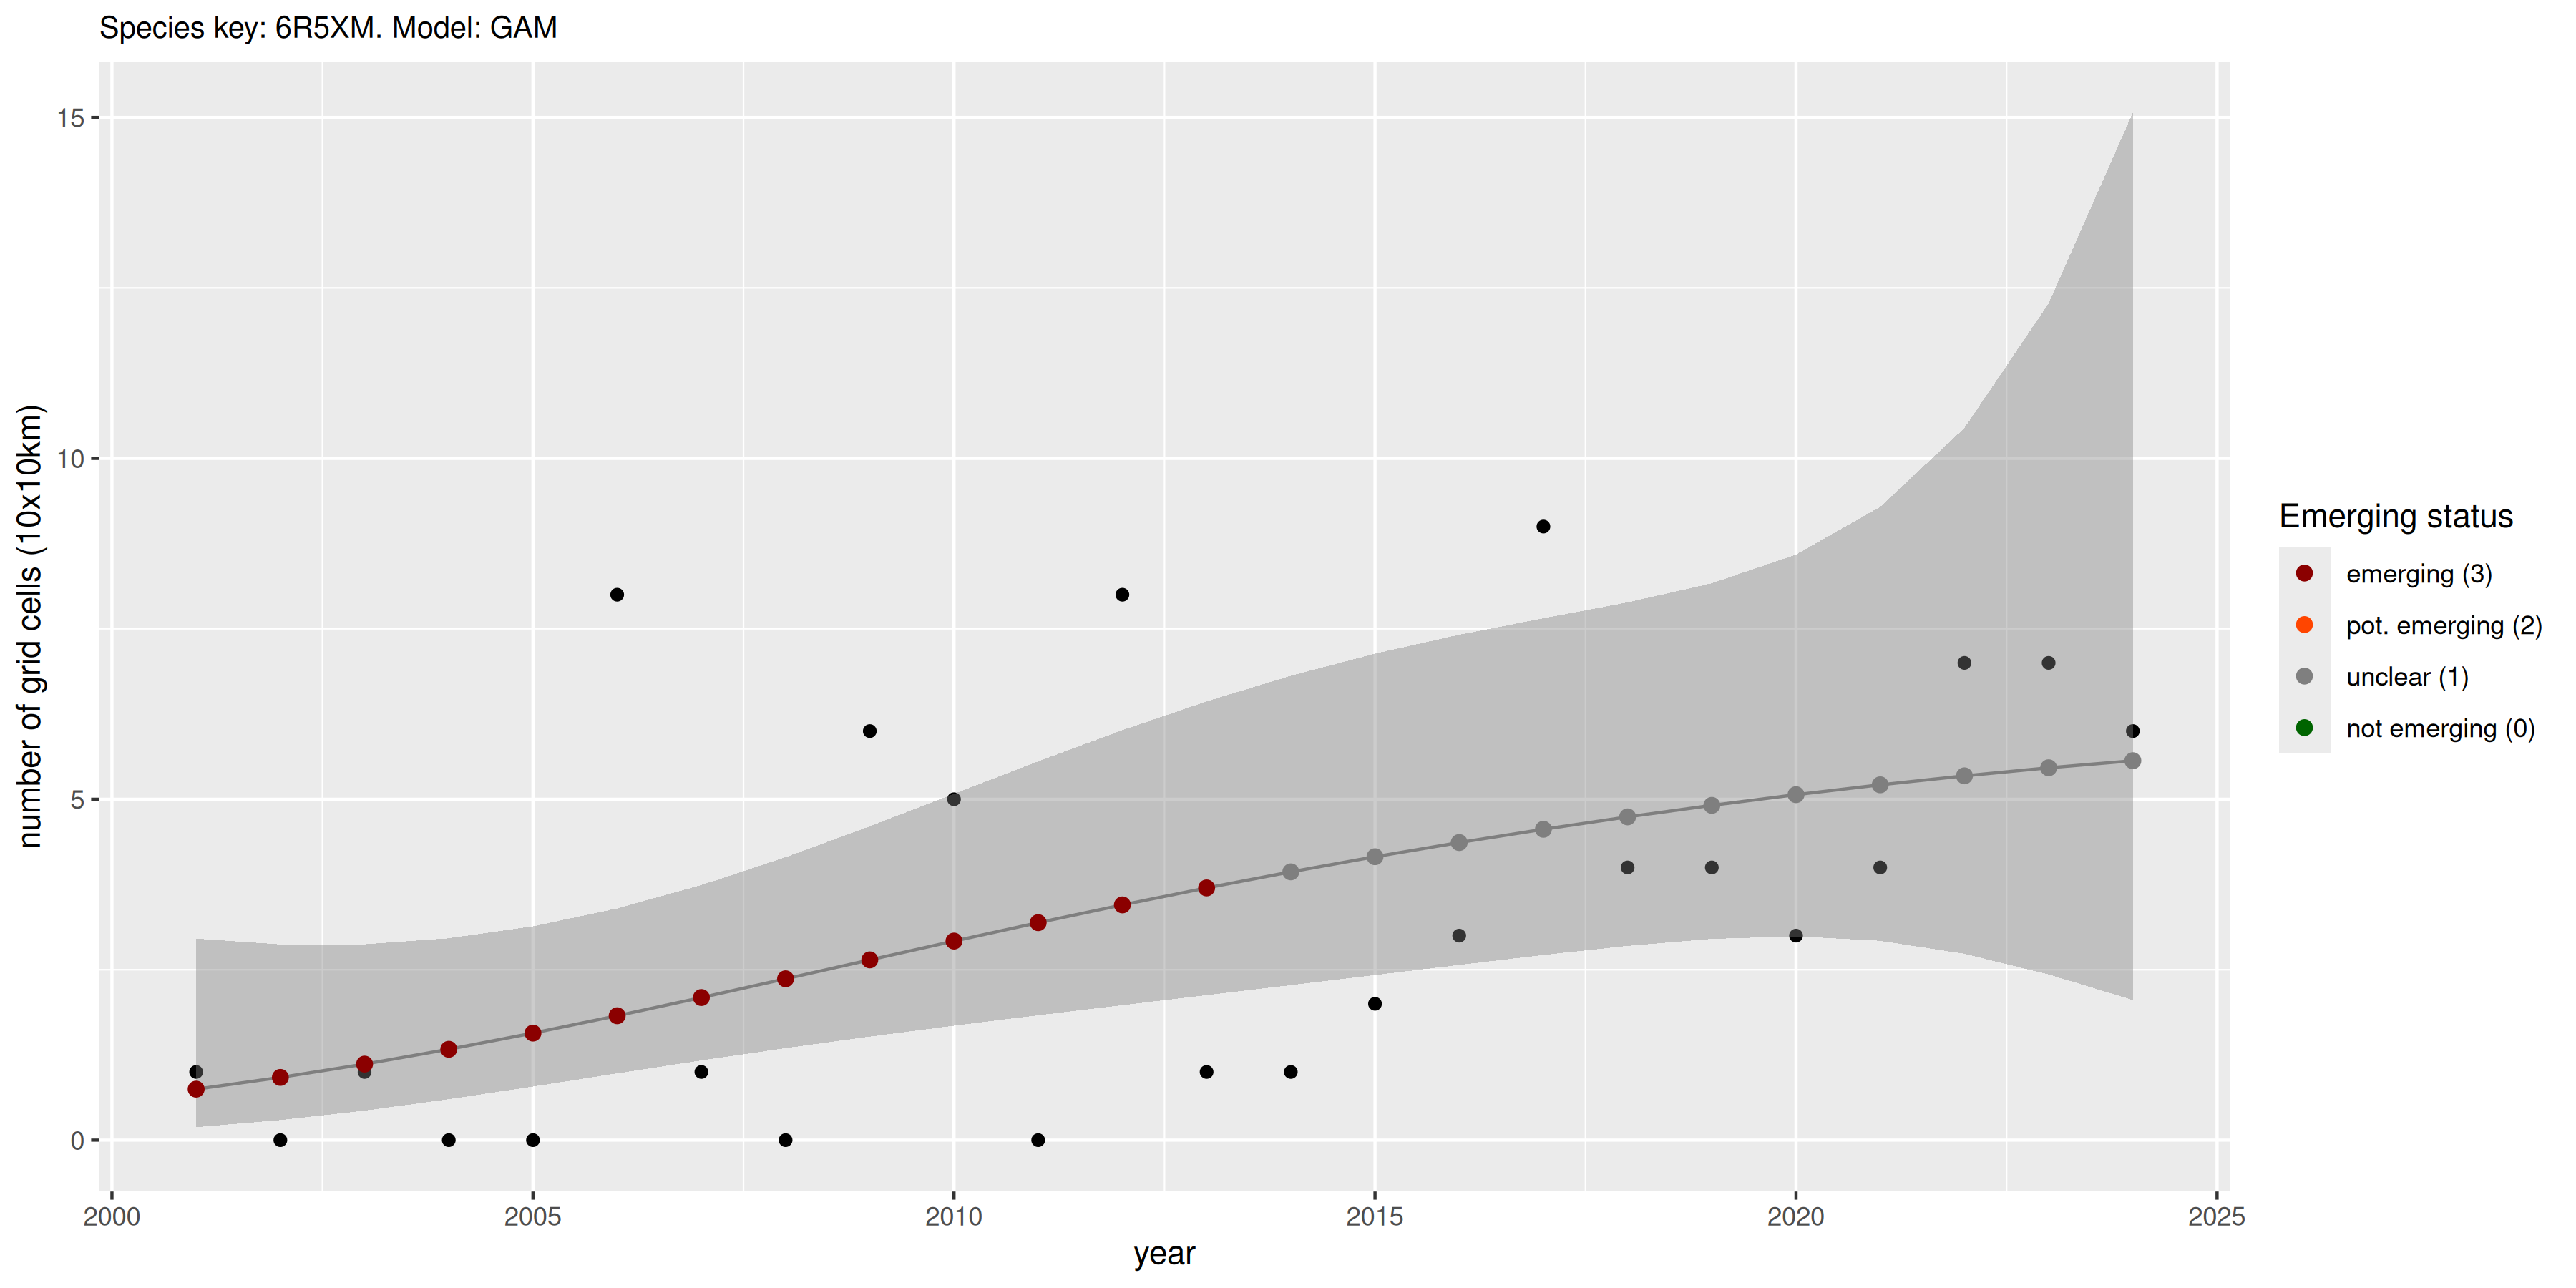 Species key: 6R5XM. Model: GAM
15
10
5
0
number of grid cells (10x10km)
2000
2005
2010
2015
2020
2025
year
Emerging status
emerging (3)
pot. emerging (2)
unclear (1)
not emerging (0)